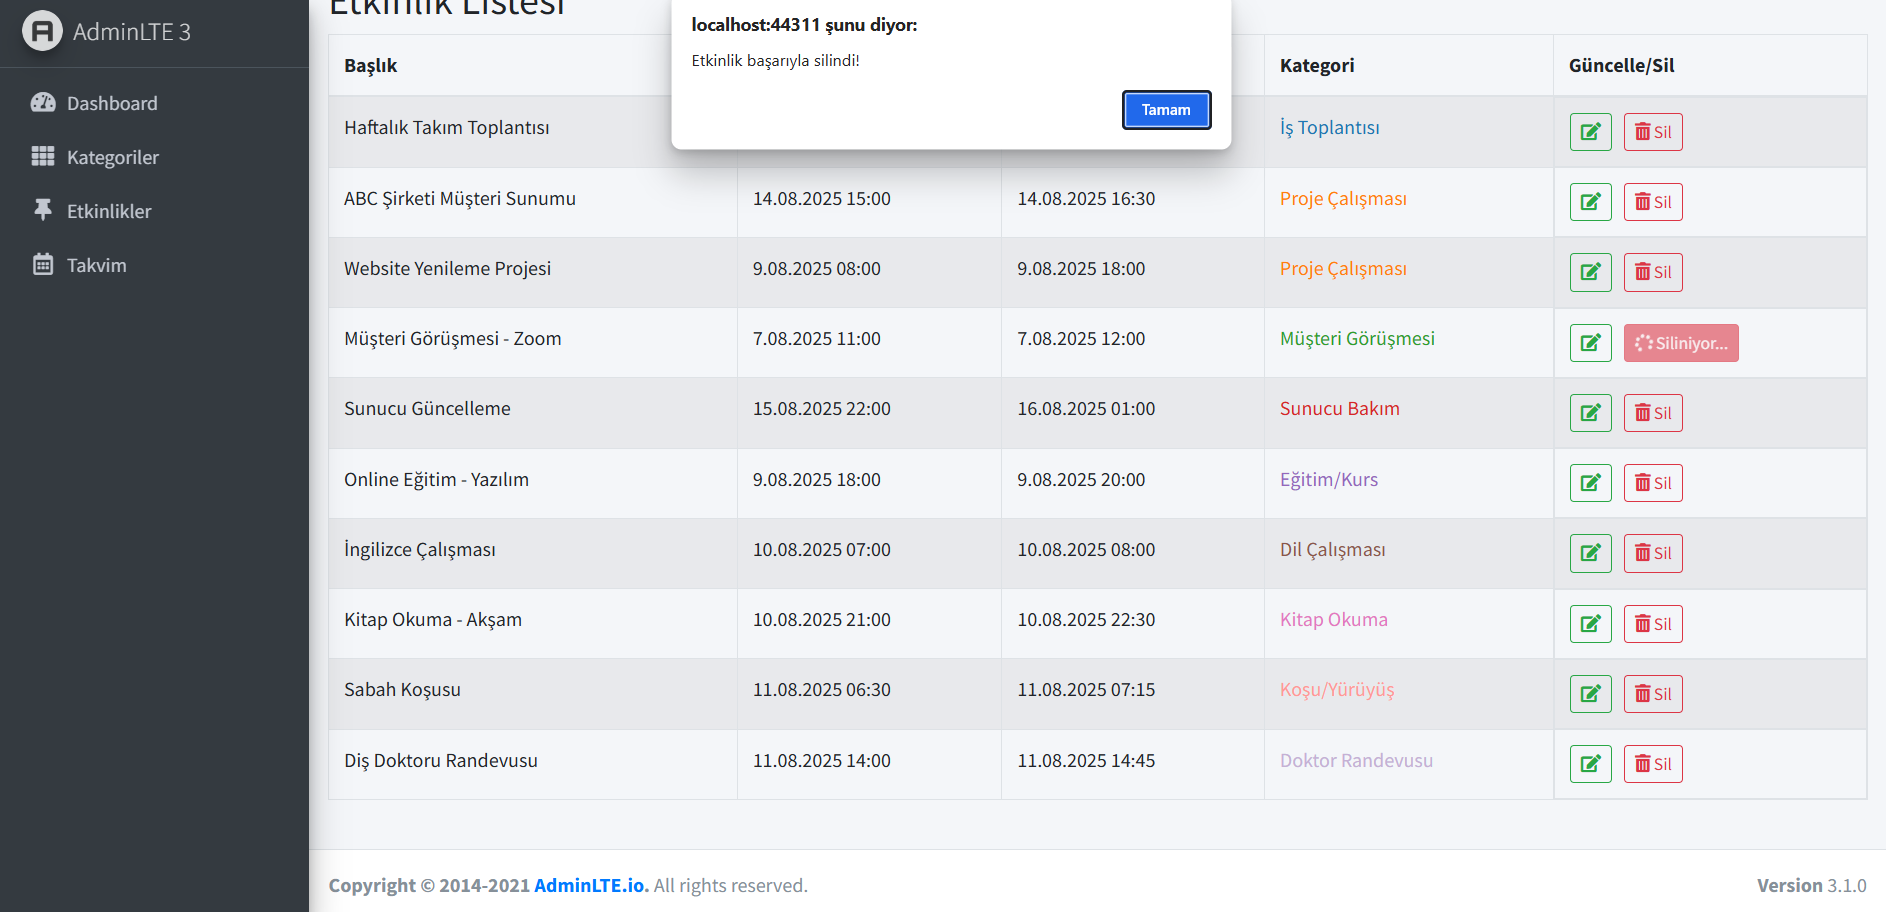 AdminLTE 3
Dashboard
Kategoriler
Etkinlikler
Takvim
Etkinlik Listesi
localhost:44311 şunu diyor:
Etkinlik başarıyla silindi!
Tamam
Başlık Kategori Güncelle/Sil
Haftalık Takım Toplantısı İş Toplantısı Sil
ABC Şirketi Müşteri Sunumu 14.08.2025 15:00 14.08.2025 16:30 Proje Çalışması Sil
Website Yenileme Projesi 9.08.2025 08:00 9.08.2025 18:00 Proje Çalışması Sil
Müşteri Görüşmesi - Zoom 7.08.2025 11:00 7.08.2025 12:00 Müşteri Görüşmesi Siliniyor...
Sunucu Güncelleme 15.08.2025 22:00 16.08.2025 01:00 Sunucu Bakım Sil
Online Eğitim - Yazılım 9.08.2025 18:00 9.08.2025 20:00 Eğitim/Kurs Sil
İngilizce Çalışması 10.08.2025 07:00 10.08.2025 08:00 Dil Çalışması Sil
Kitap Okuma - Akşam 10.08.2025 21:00 10.08.2025 22:30 Kitap Okuma Sil
Sabah Koşusu 11.08.2025 06:30 11.08.2025 07:15 Koşu/Yürüyüş Sil
Diş Doktoru Randevusu 11.08.2025 14:00 11.08.2025 14:45 Doktor Randevusu Sil
Copyright © 2014-2021 AdminLTE.io. All rights reserved. Version 3.1.0